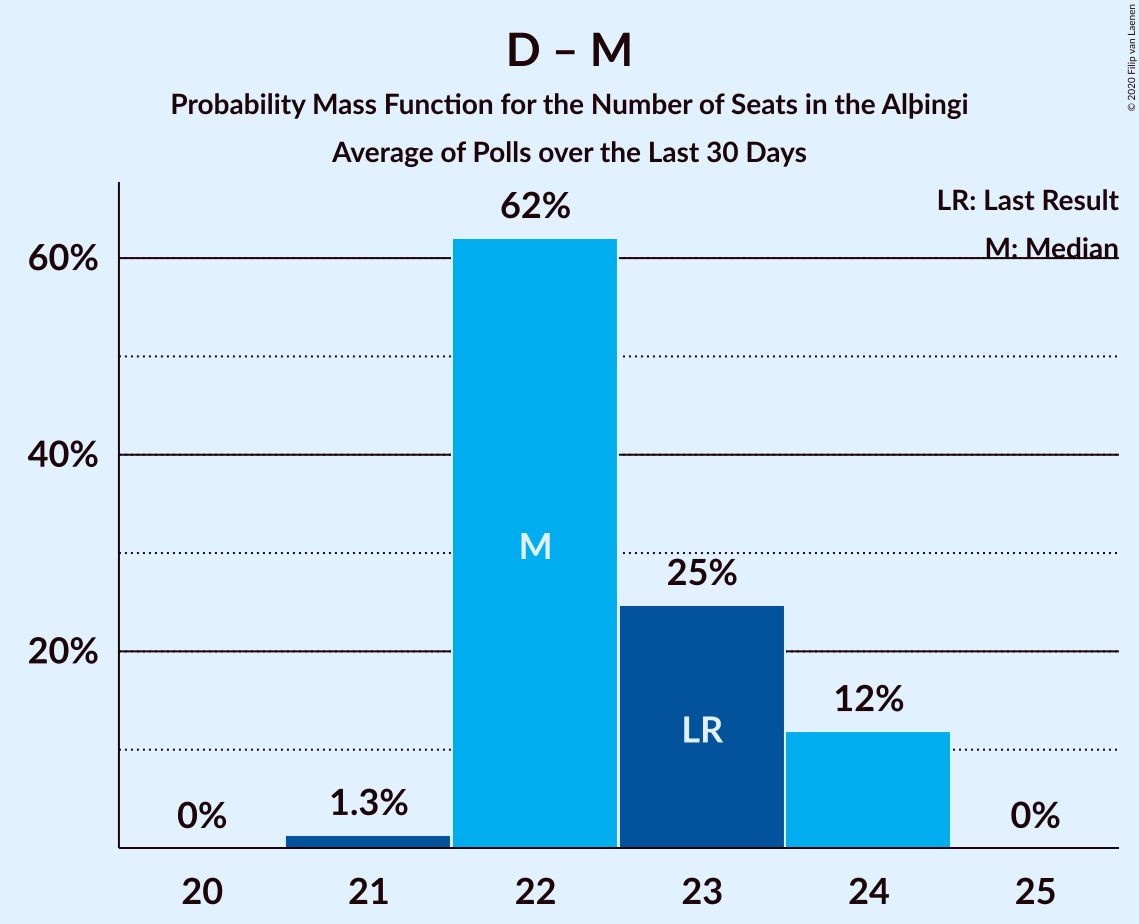 D – M
Probability Mass Function for the Number of Seats in the Alþingi
Average of Polls over the Last 30 Days
© 2020 Filip van Laenen
LR: Last Result
M: Median
60%
40%
20%
0%
1.3%
62%
25%
12%
0%
M
LR
20
21
22
23
24
25